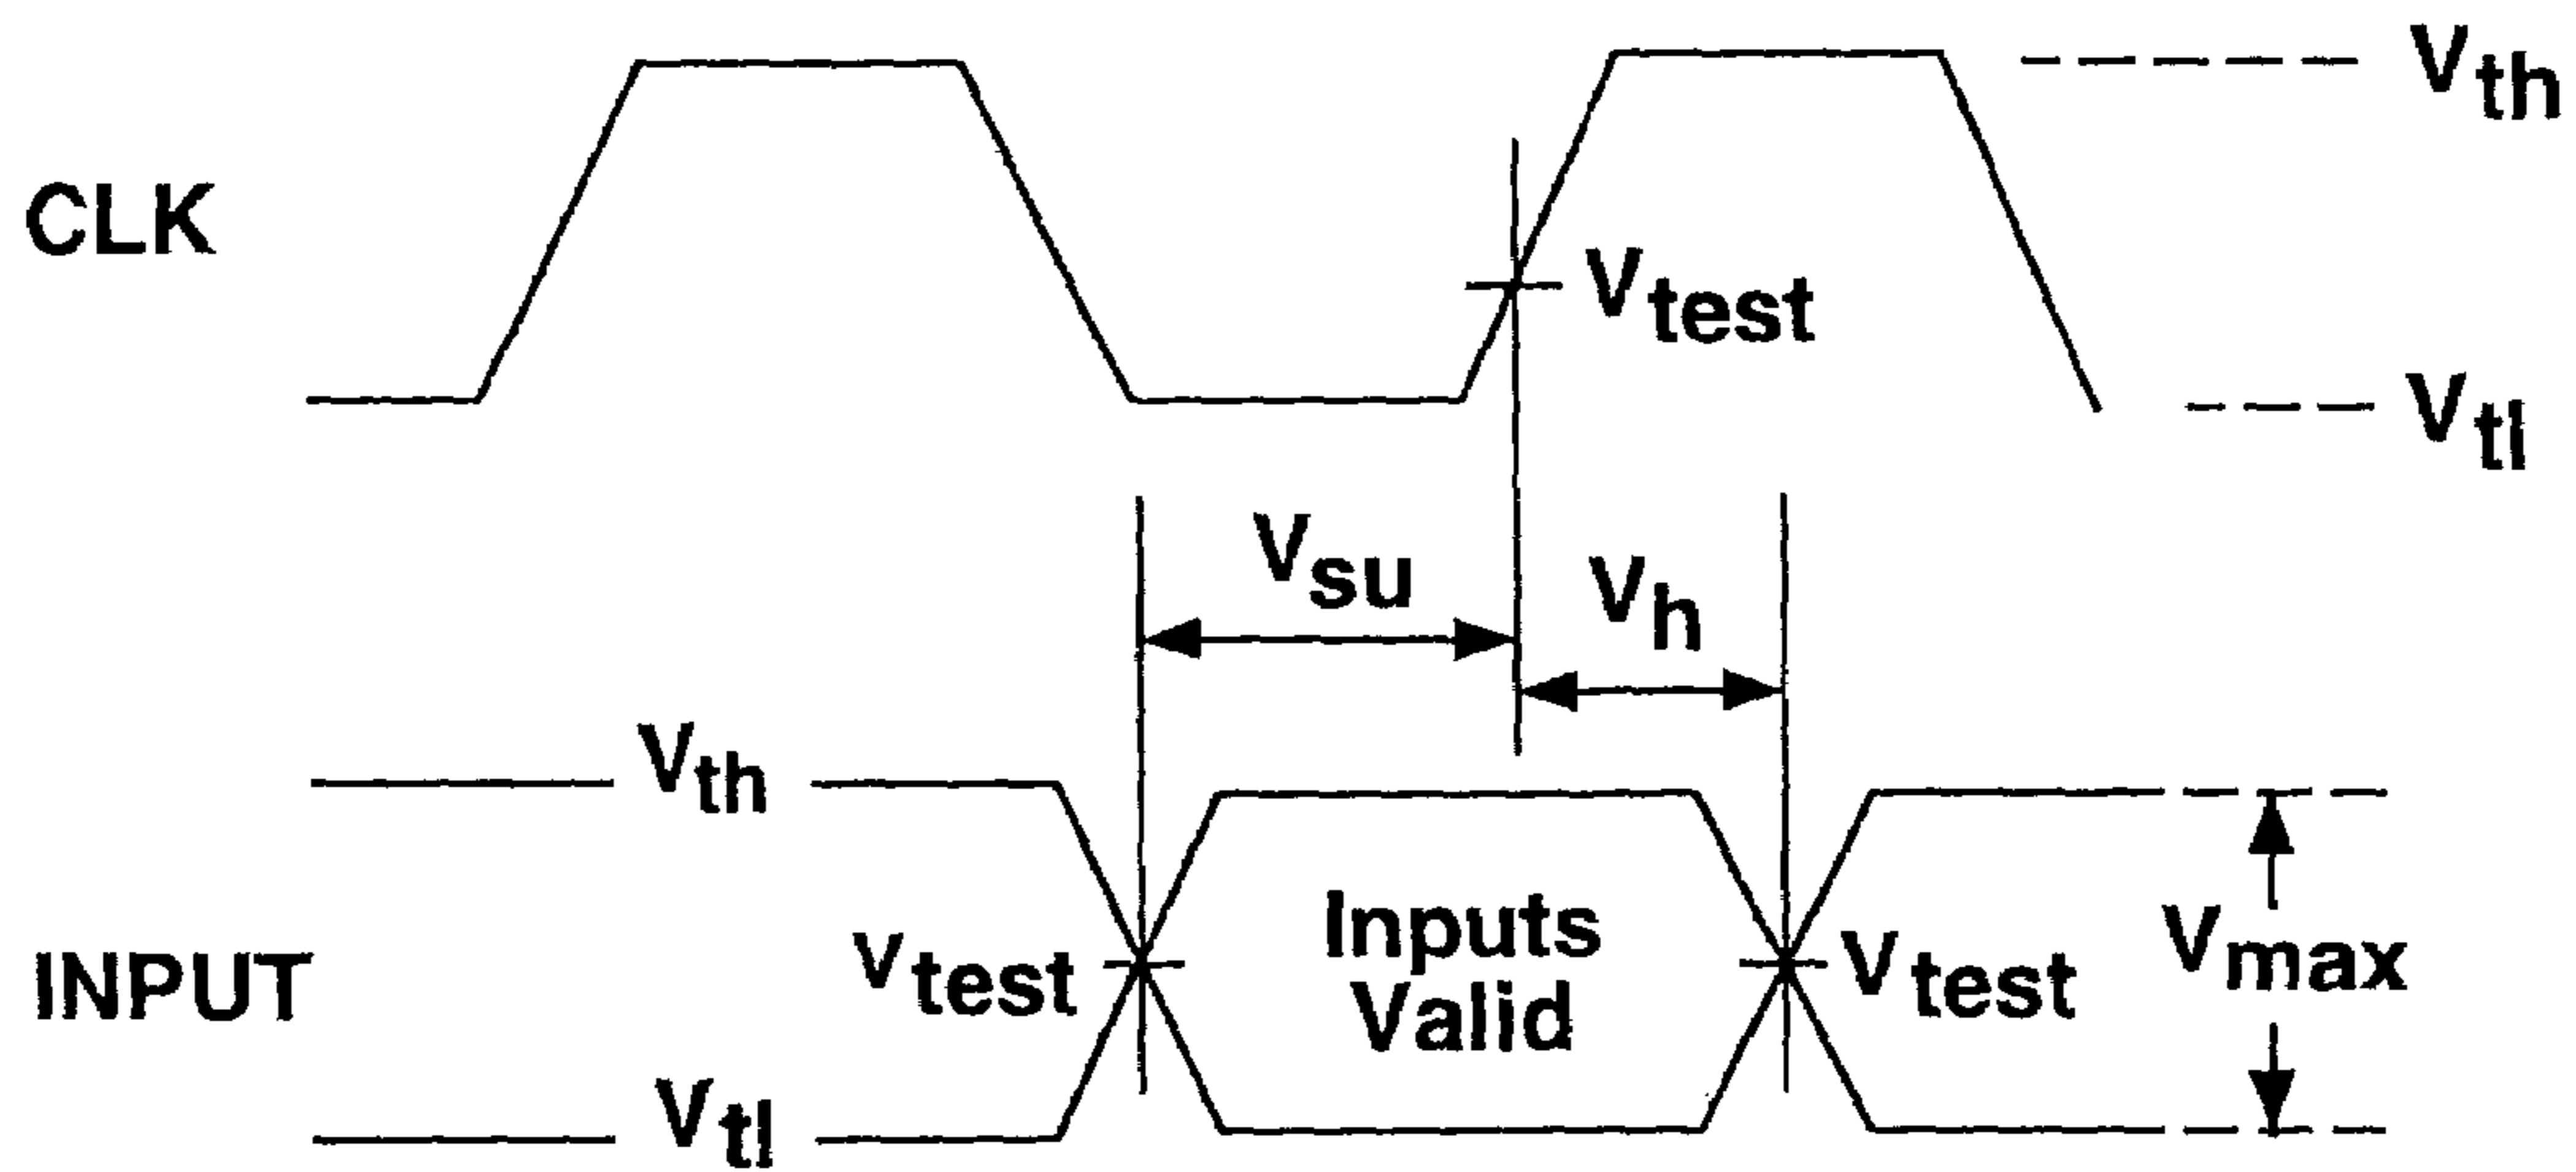 Vth
CLK
Vtest
Vtl
Vsu
Vh
Vth
Inputs
Valid
INPUT
Vtest
Vtest
Vmax
Vtl